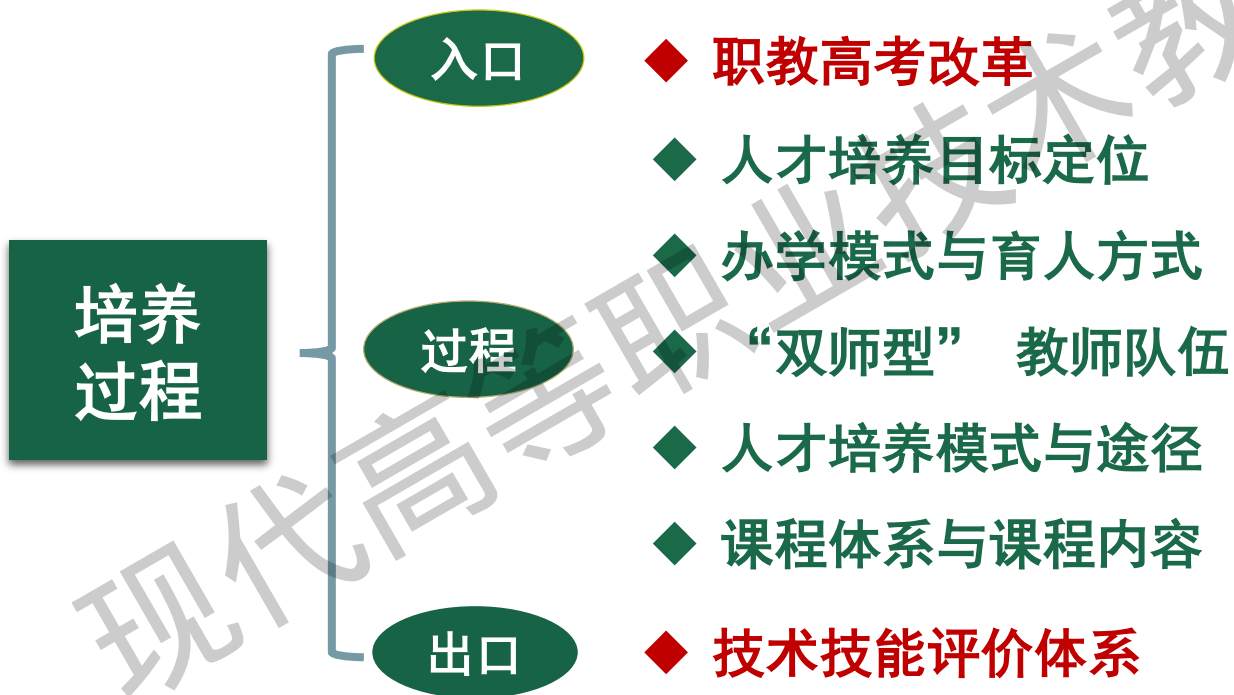 入口
职教高考改革
人才培养目标定位
办学模式与育人方式
培养
过程
过程
“双师型” 教师队伍
人才培养模式与途径
课程体系与课程内容
出口
技术技能评价体系
现代高等职业技术教